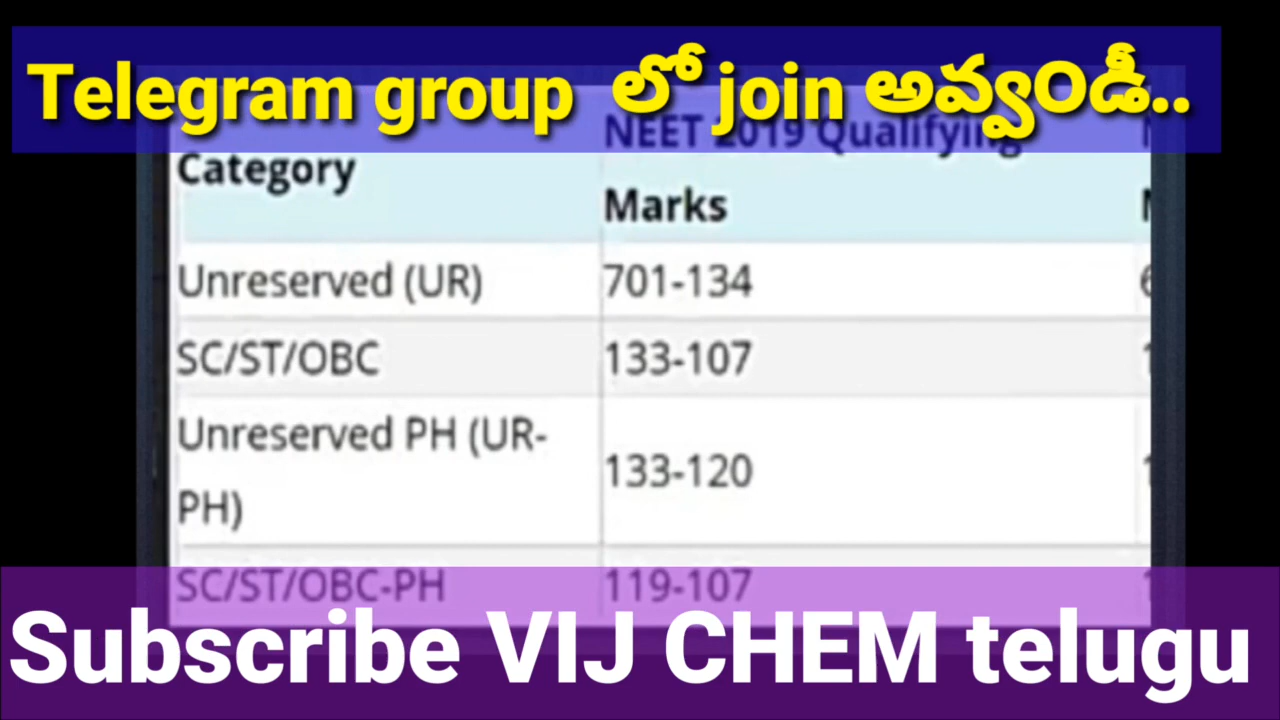 Telegram group లో join అవ్వండీ..
NEET 2019 Qualifying
Category
Marks
Unreserved (UR)
701-134
SC/ST/OBC
133-107
Unreserved PH (UR-
PH)
133-120
SC/ST/OBC-PH
119-107
Subscribe VIJ CHEM telugu